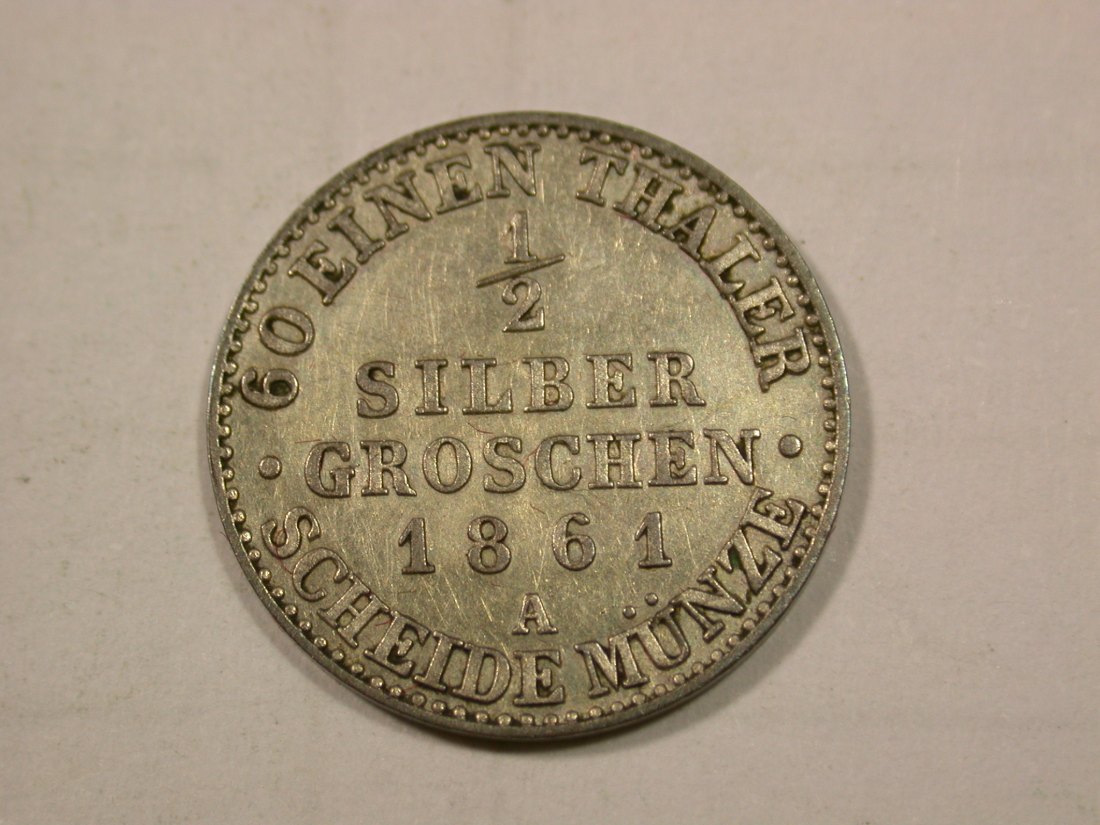 60 EINEN THALER
1/2
SILBER
· GROSCHEN ·
1861
A
SCHEIDE MÜNZE